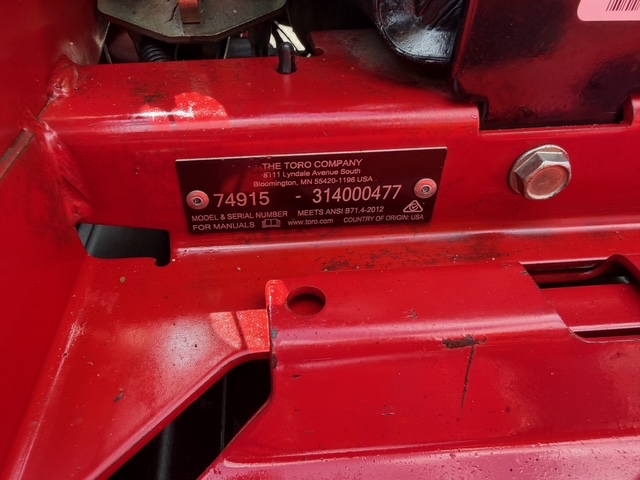 THE TORO COMPANY
8111 Lyndale Avenue South
Bloomington, MN 55420-1196 USA
74915 - 314000477
MODEL & SERIAL NUMBER MEETS ANSI B71.4-2012
FOR MANUALS www.toro.com COUNTRY OF ORIGIN: USA